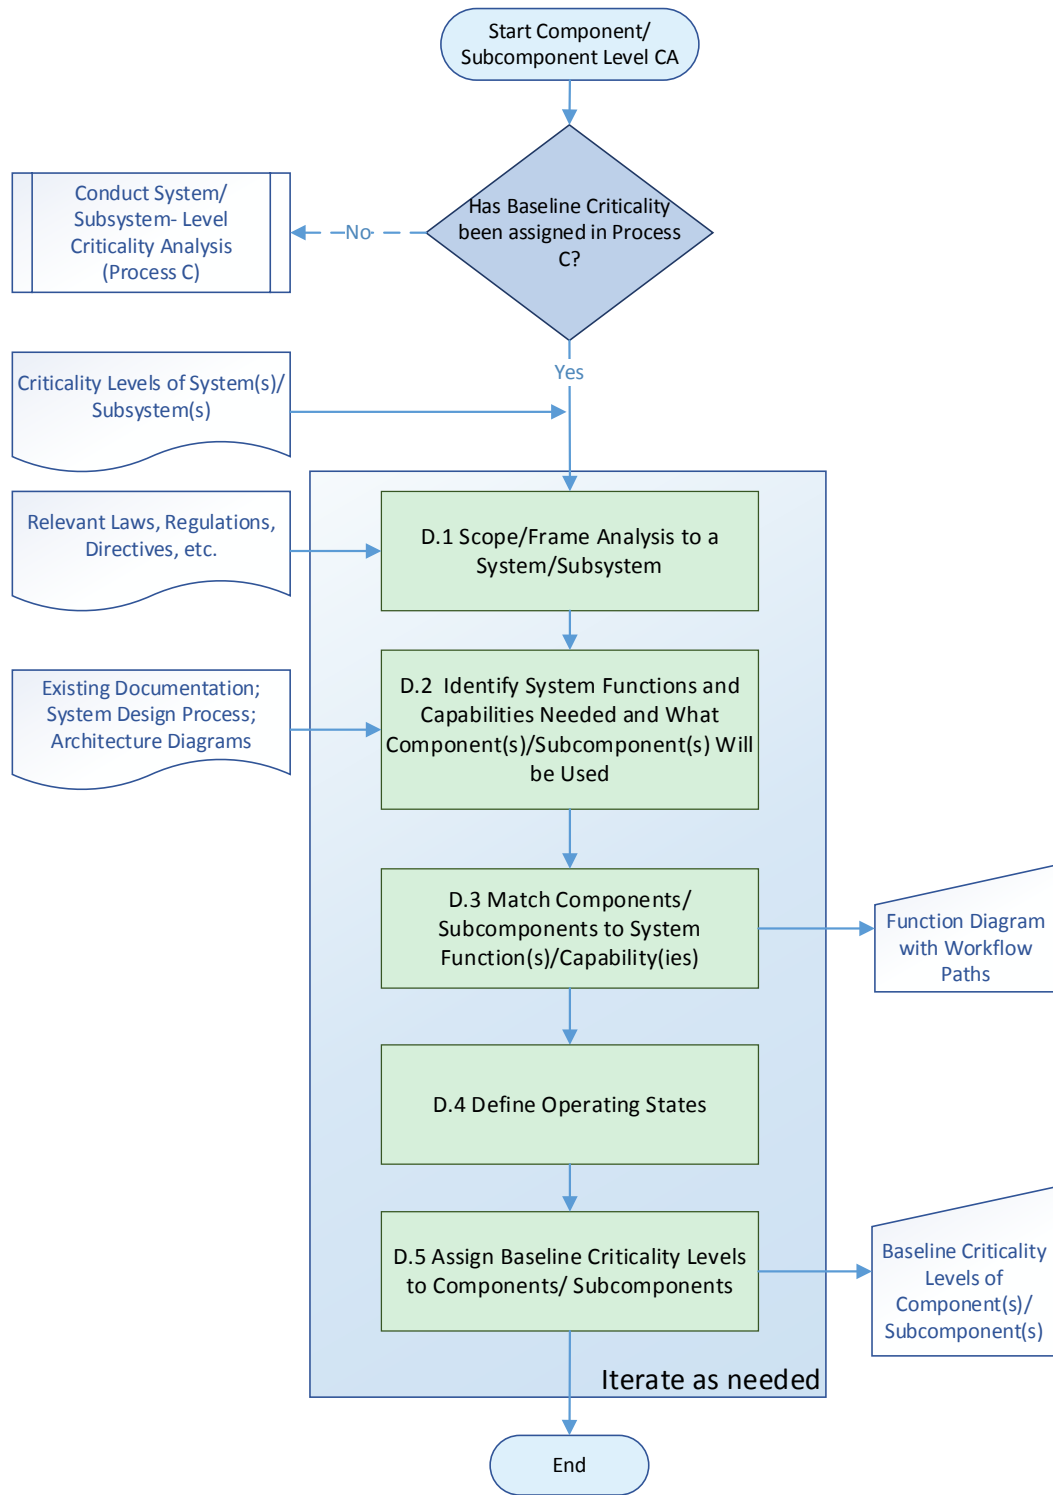 Start Component/
Subcomponent Level CA
Has Baseline Criticality
been assigned in Process
C?
No
Conduct System/
Subsystem- Level
Criticality Analysis
(Process C)
Yes
Criticality Levels of System(s)/
Subsystem(s)
Relevant Laws, Regulations,
Directives, etc.
D.1 Scope/Frame Analysis to a
System/Subsystem
Existing Documentation;
System Design Process;
Architecture Diagrams
D.2  Identify System Functions and
Capabilities Needed and What
Component(s)/Subcomponent(s) Will
be Used
D.3 Match Components/
Subcomponents to System
Function(s)/Capability(ies)
Function Diagram
with Workflow
Paths
D.4 Define Operating States
D.5 Assign Baseline Criticality Levels
to Components/ Subcomponents
Baseline Criticality
Levels of
Component(s)/
Subcomponent(s)
Iterate as needed
End